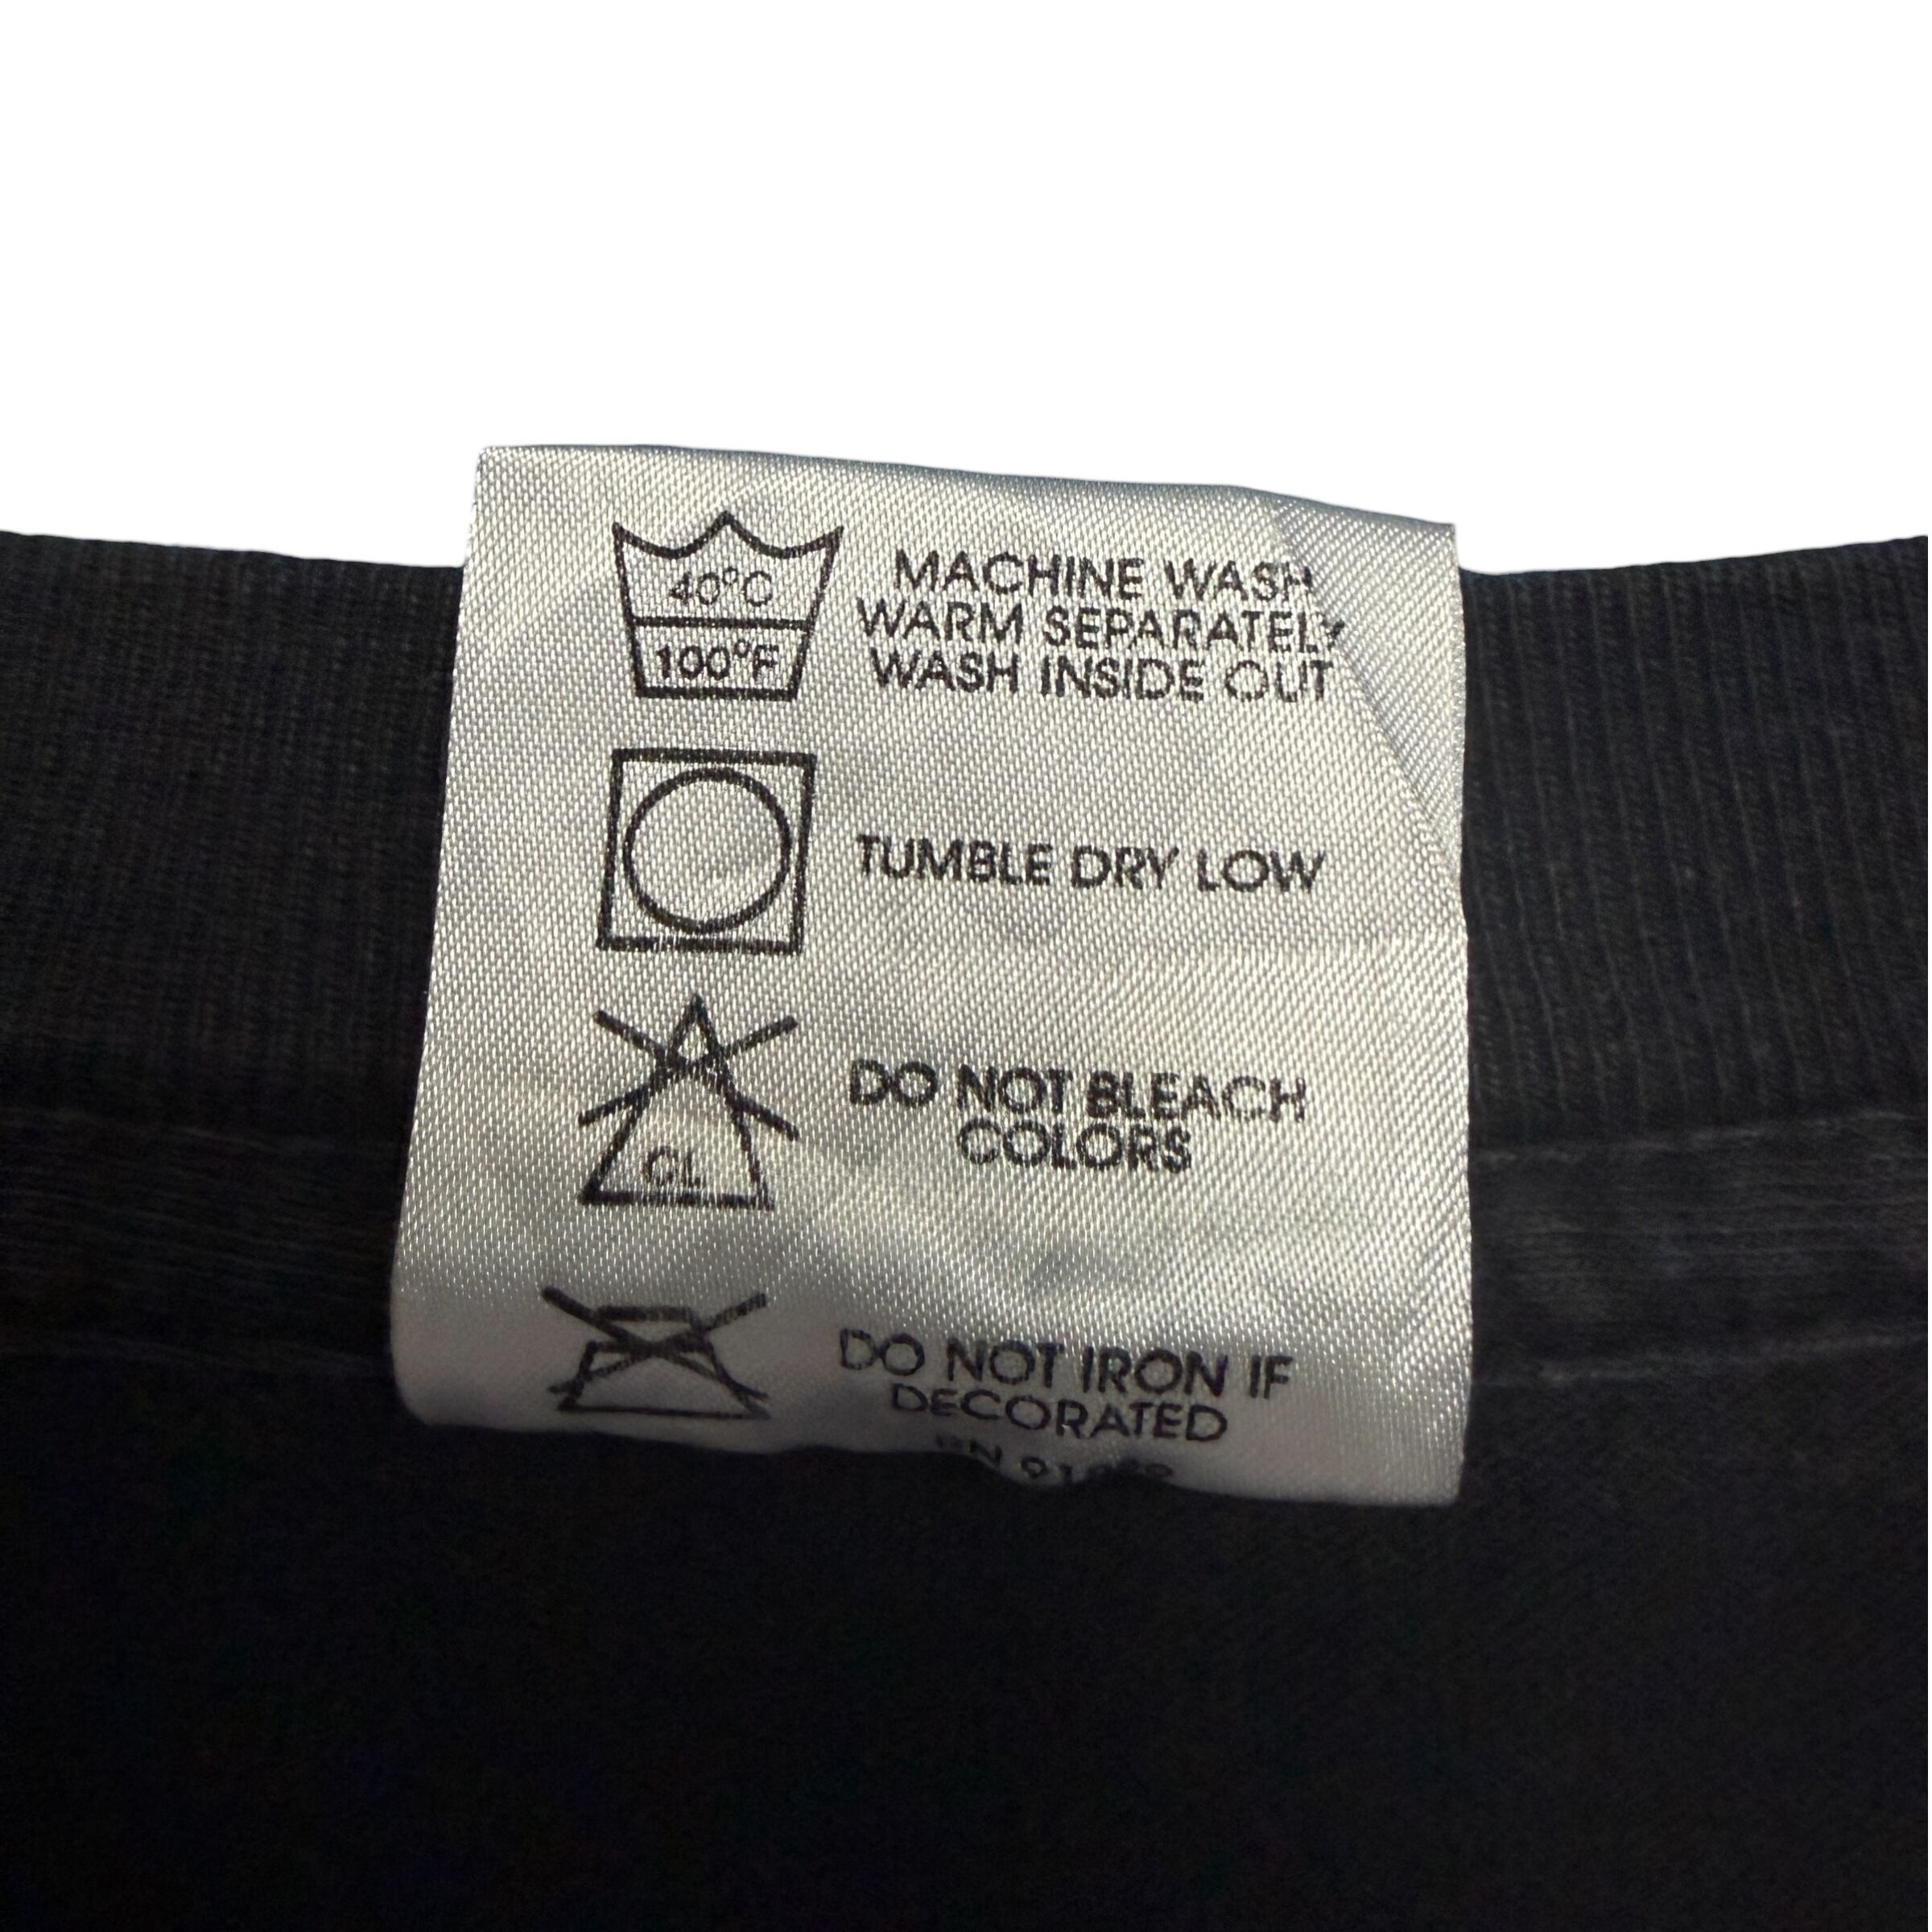 40°C
100°F
MACHINE WASH
WARM SEPARATELY
WASH INSIDE OUT
TUMBLE DRY LOW
CL
DO NOT BLEACH
COLORS
DO NOT IRON IF
DECORATED